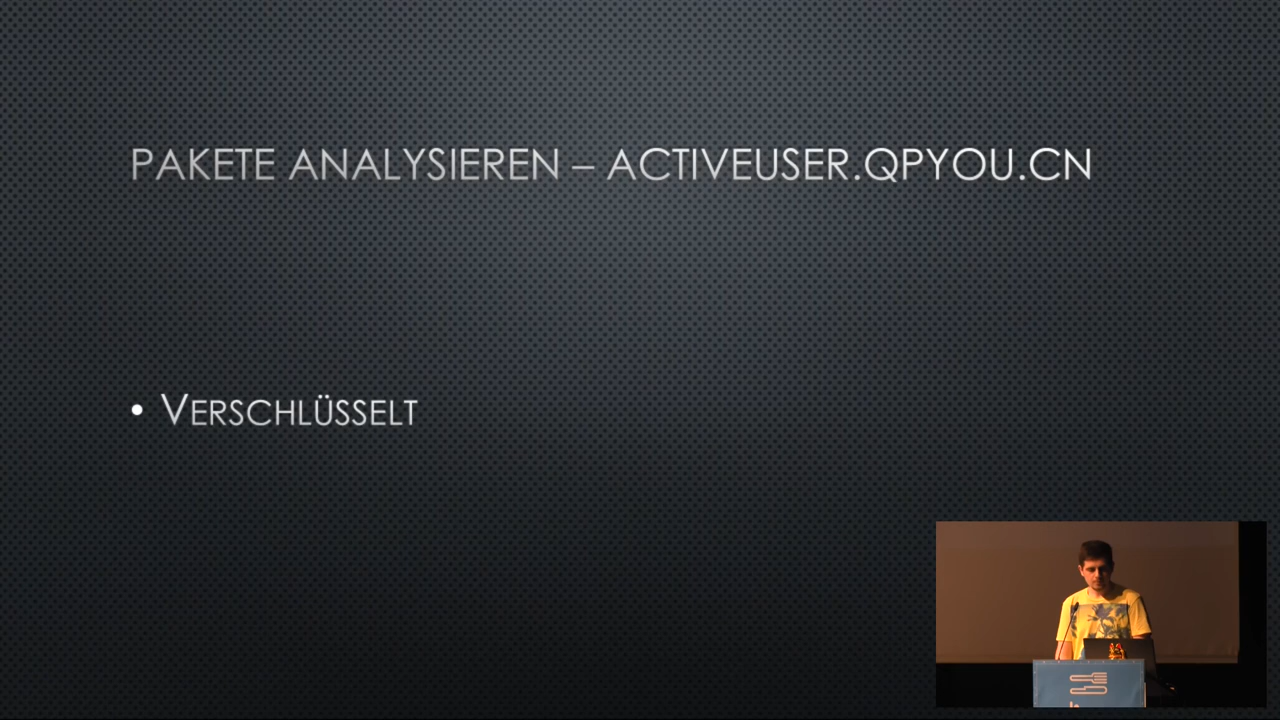 PAKETE ANALYSIEREN – ACTIVEUSER.QPYOU.CN
• VERSCHLÜSSELT